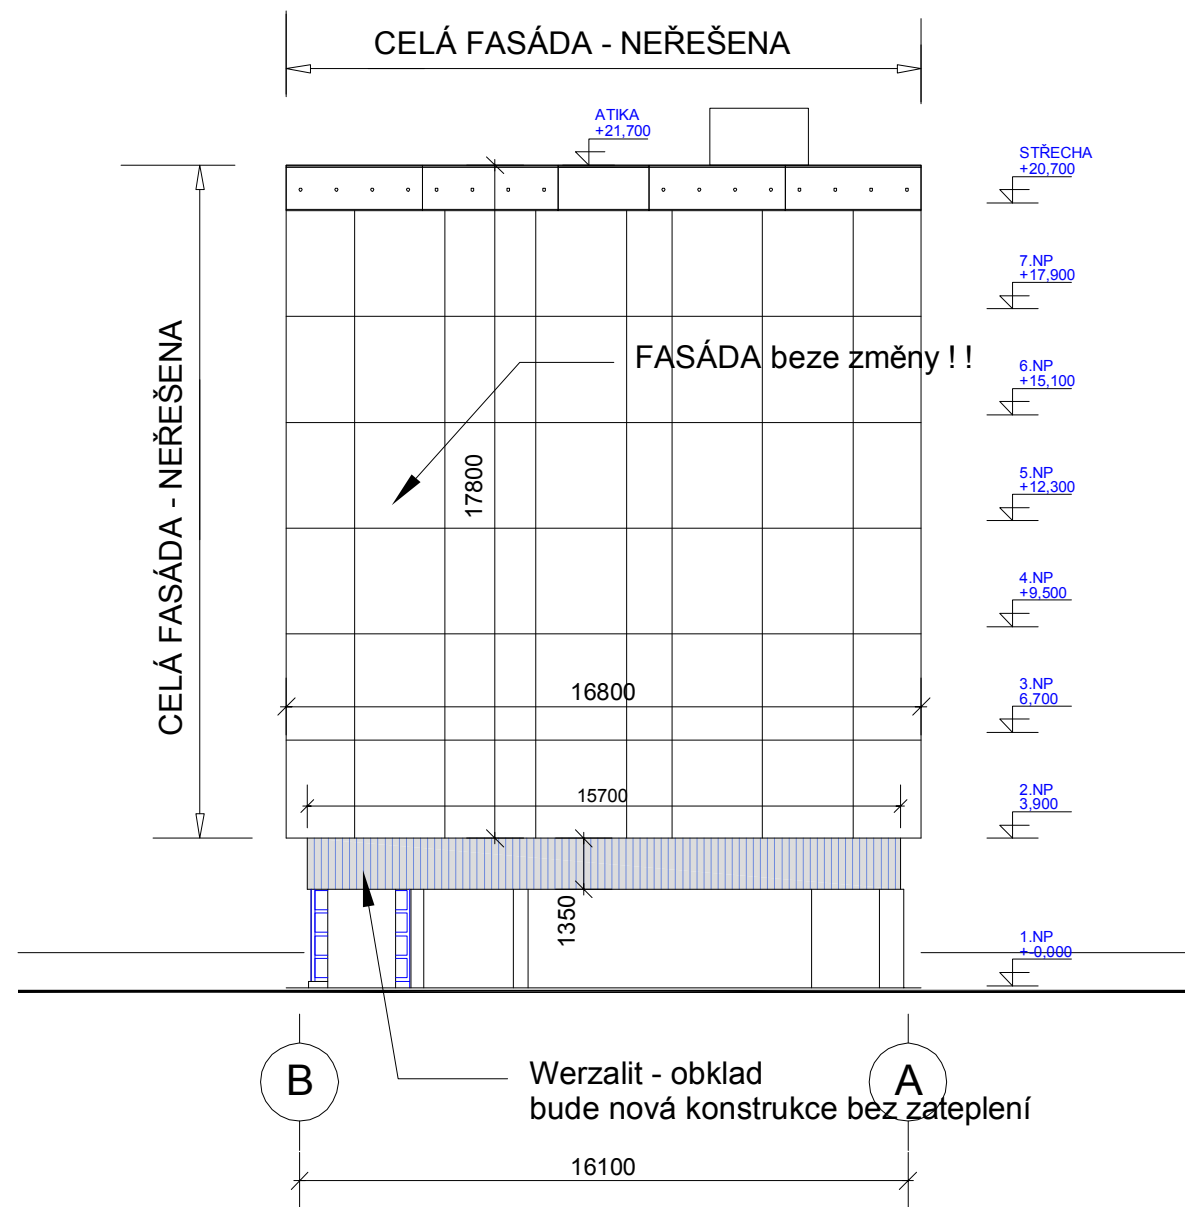 CELÁ FASÁDA - NEŘEŠENA
ATIKA
+21,700
STŘECHA
+20,700
7.NP
+17,900
FASÁDA beze změny ! !
6.NP
+15,100
CELÁ FASÁDA - NEŘEŠENA
17800
5.NP
+12,300
4.NP
+9,500
16800
3.NP
6,700
15700
2.NP
3,900
1350
1.NP
+-0,000
B
A
Werzalit - obklad
bude nová konstrukce bez zateplení
16100